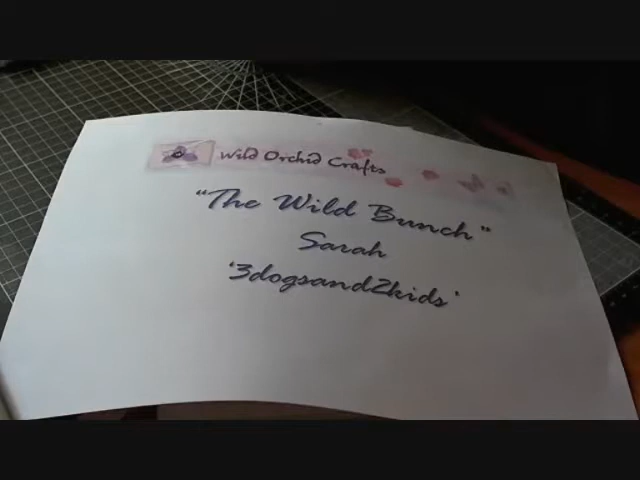 Wild Orchid Crafts
"The Wild Bunch"
Sarah
'3dogsand2kids'